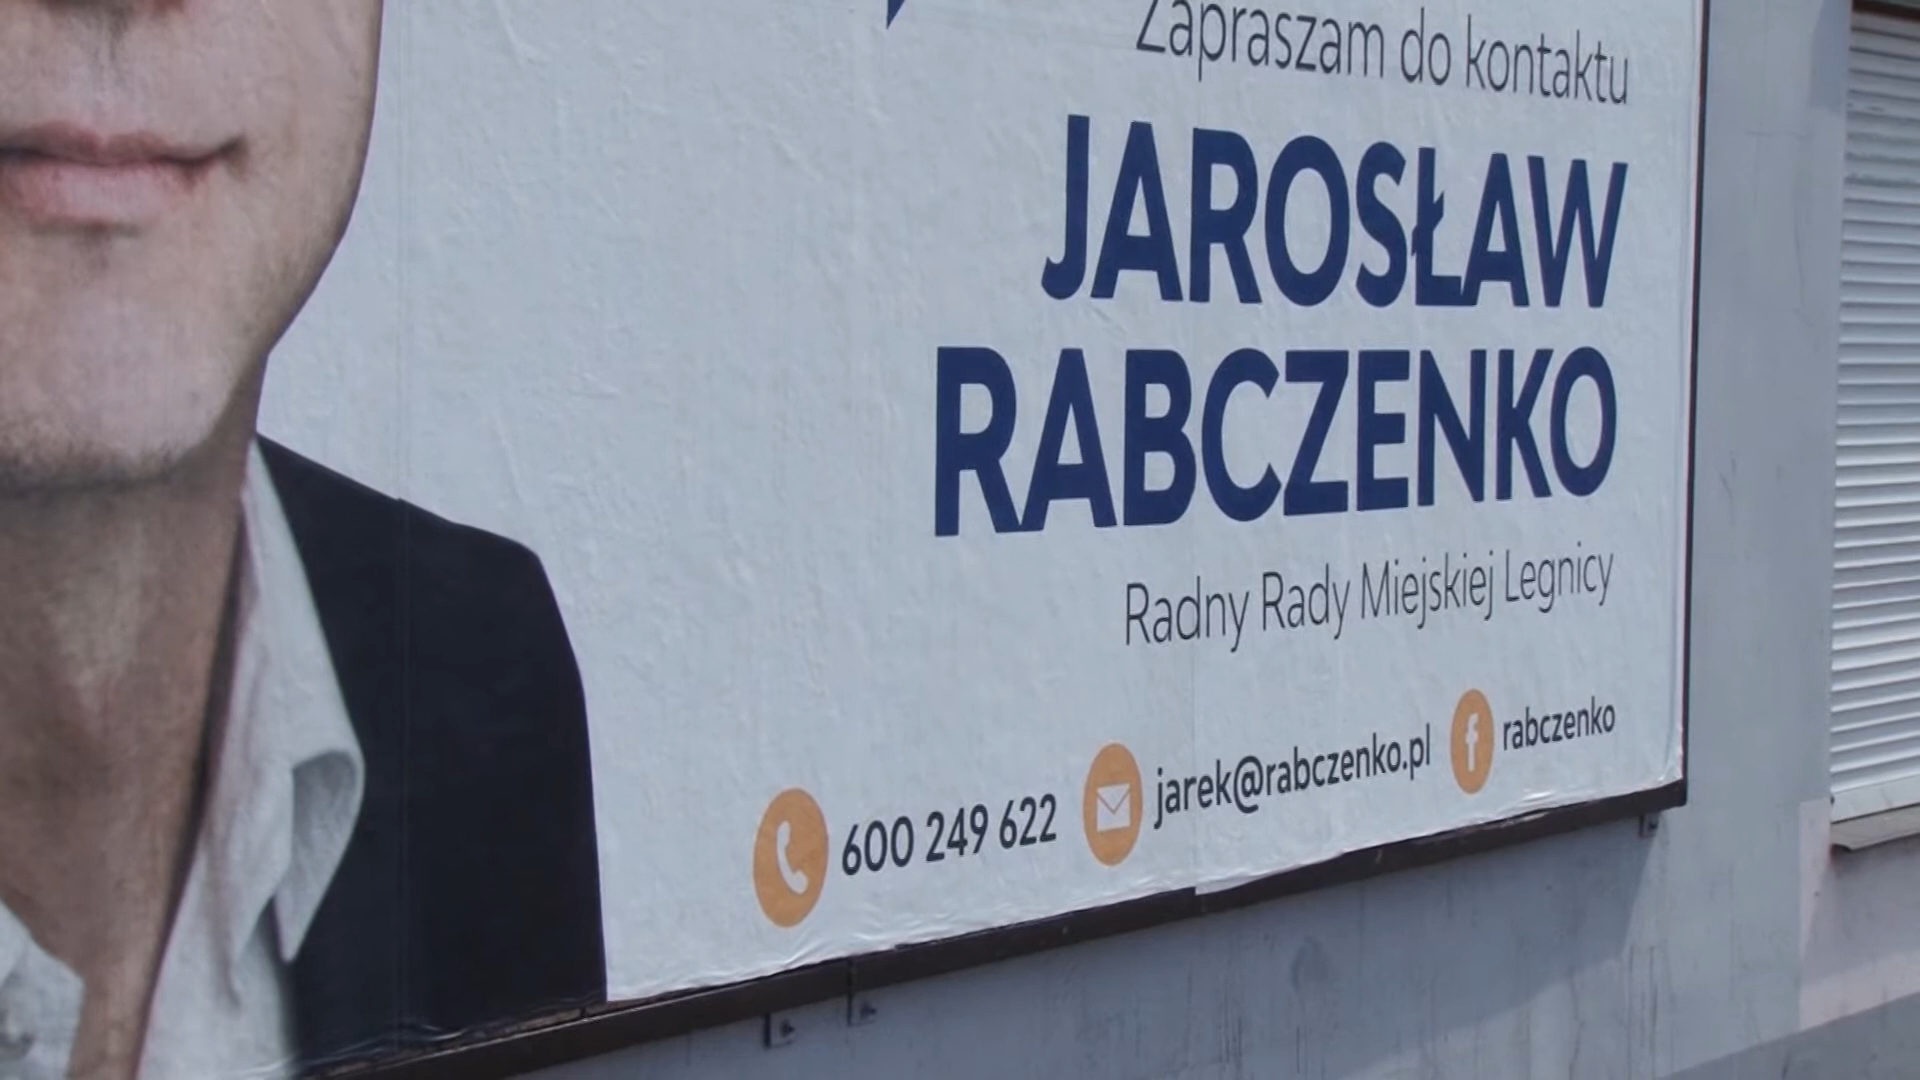 Zapraszam do kontaktu
JAROSŁAW
RABCZENKO
Radny Rady Miejskiej Legnicy
600 249 622 jarek@rabczenko.pl rabczenko